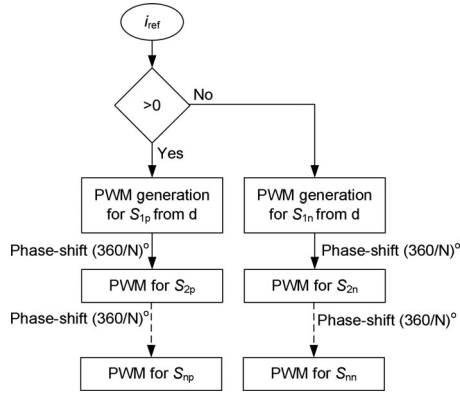 i_ref
>0
No
Yes
PWM generation
for S_1p from d
PWM generation
for S_1n from d
Phase-shift (360/N)°
Phase-shift (360/N)°
PWM for S_2p
PWM for S_2n
Phase-shift (360/N)°
Phase-shift (360/N)°
PWM for S_np
PWM for S_nn